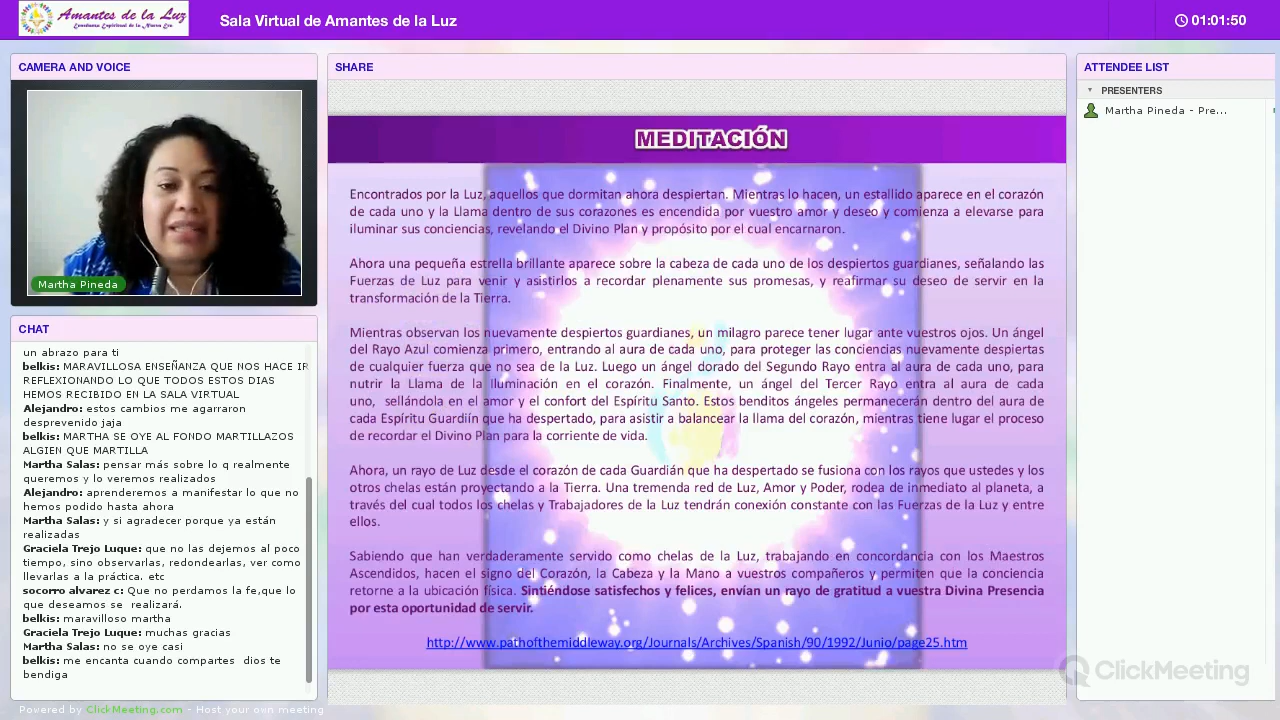 Amantes de la Luz
Enseñanza Espiritual de la Nueva Era
Sala Virtual de Amantes de la Luz
01:01:50
CAMERA AND VOICE
Martha Pineda
CHAT
un abrazo para ti
belkis: MARAVILLOSA ENSEÑANZA QUE NOS HACE IR
REFLEXIONANDO LO QUE TODOS ESTOS DIAS
HEMOS RECIBIDO EN LA SALA VIRTUAL
Alejandro: estos cambios me agarraron
desprevenido jaja
belkis: MARTHA SE OYE AL FONDO MARTILLAZOS
ALGIEN QUE MARTILLA
Martha Salas: pensar más sobre lo q realmente
queremos y lo veremos realizados
Alejandro: aprenderemos a manifestar lo que no
hemos podido hasta ahora
Martha Salas: y si agradecer porque ya están
realizadas
Graciela Trejo Luque: que no las dejemos al poco
tiempo, sino observarlas, redondearlas, ver como
llevarlas a la práctica. etc
socorro alvarez c: Que no perdamos la fe,que lo
que deseamos se  realizará.
belkis: maravilloso martha
Graciela Trejo Luque: muchas gracias
Martha Salas: no se oye casi
belkis: me encanta cuando compartes  dios te
bendiga
Powered by ClickMeeting.com - Host your own meeting
SHARE
MEDITACIÓN
Encontrados por la Luz, aquellos que dormitan ahora despiertan. Mientras lo hacen, un estallido aparece en el corazón
de cada uno y la Llama dentro de sus corazones es encendida por vuestro amor y deseo y comienza a elevarse para
iluminar sus conciencias, revelando el Divino Plan y propósito por el cual encarnaron.
Ahora una pequeña estrella brillante aparece sobre la cabeza de cada uno de los despiertos guardianes, señalando las
Fuerzas de Luz para venir y asistirlos a recordar plenamente sus promesas, y reafirmar su deseo de servir en la
transformación de la Tierra.
Mientras observan los nuevamente despiertos guardianes, un milagro parece tener lugar ante vuestros ojos. Un ángel
del Rayo Azul comienza primero, entrando al aura de cada uno, para proteger las conciencias nuevamente despiertas
de cualquier fuerza que no sea de la Luz. Luego un ángel dorado del Segundo Rayo entra al aura de cada uno, para
nutrir la Llama de la Iluminación en el corazón. Finalmente, un ángel del Tercer Rayo entra al aura de cada
uno,  sellándola en el amor y el confort del Espíritu Santo. Estos benditos ángeles permanecerán dentro del aura de
cada Espíritu Guardiín que ha despertado, para asistir a balancear la llama del corazón, mientras tiene lugar el proceso
de recordar el Divino Plan para la corriente de vida.
Ahora, un rayo de Luz desde el corazón de cada Guardián que ha despertado se fusiona con los rayos que ustedes y los
otros chelas están proyectando a la Tierra. Una tremenda red de Luz, Amor y Poder, rodea de inmediato al planeta, a
través del cual todos los chelas y Trabajadores de la Luz tendrán conexión constante con las Fuerzas de la Luz y entre
ellos.
Sabiendo que han verdaderamente servido como chelas de la Luz, trabajando en concordancia con los Maestros
Ascendidos, hacen el signo del Corazón, la Cabeza y la Mano a vuestros compañeros y permiten que la conciencia
retorne a la ubicación física. Sintiéndose satisfechos y felices, envían un rayo de gratitud a vuestra Divina Presencia
por esta oportunidad de servir.
http://www.pathofthemiddleway.org/Journals/Archives/Spanish/90/1992/Junio/page25.htm
ATTENDEE LIST
PRESENTERS
Martha Pineda - Pre...
ClickMeeting